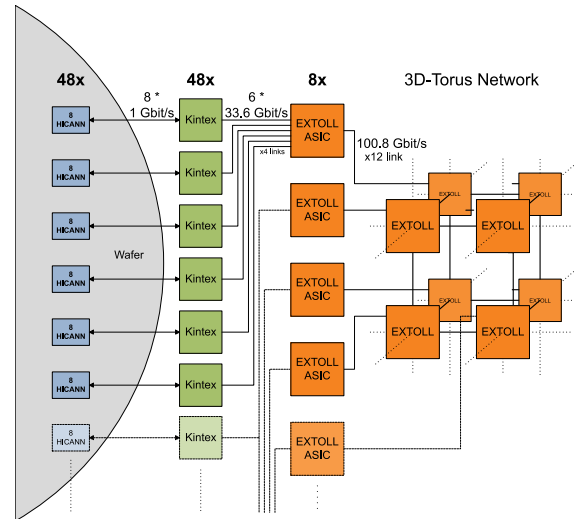 48x
48x
8x
3D-Torus Network
8 *
1 Gbit/s
6 *
33.6 Gbit/s
8
HICANN
Kintex
EXTOLL
ASIC
100.8 Gbit/s
x12 link
x4 links
8
HICANN
Kintex
EXTOLL
EXTOLL
EXTOLL
ASIC
8
HICANN
Kintex
EXTOLL
EXTOLL
Wafer
8
HICANN
Kintex
EXTOLL
ASIC
EXTOLL
EXTOLL
8
HICANN
Kintex
EXTOLL
EXTOLL
8
HICANN
Kintex
EXTOLL
ASIC
8
HICANN
Kintex
EXTOLL
ASIC